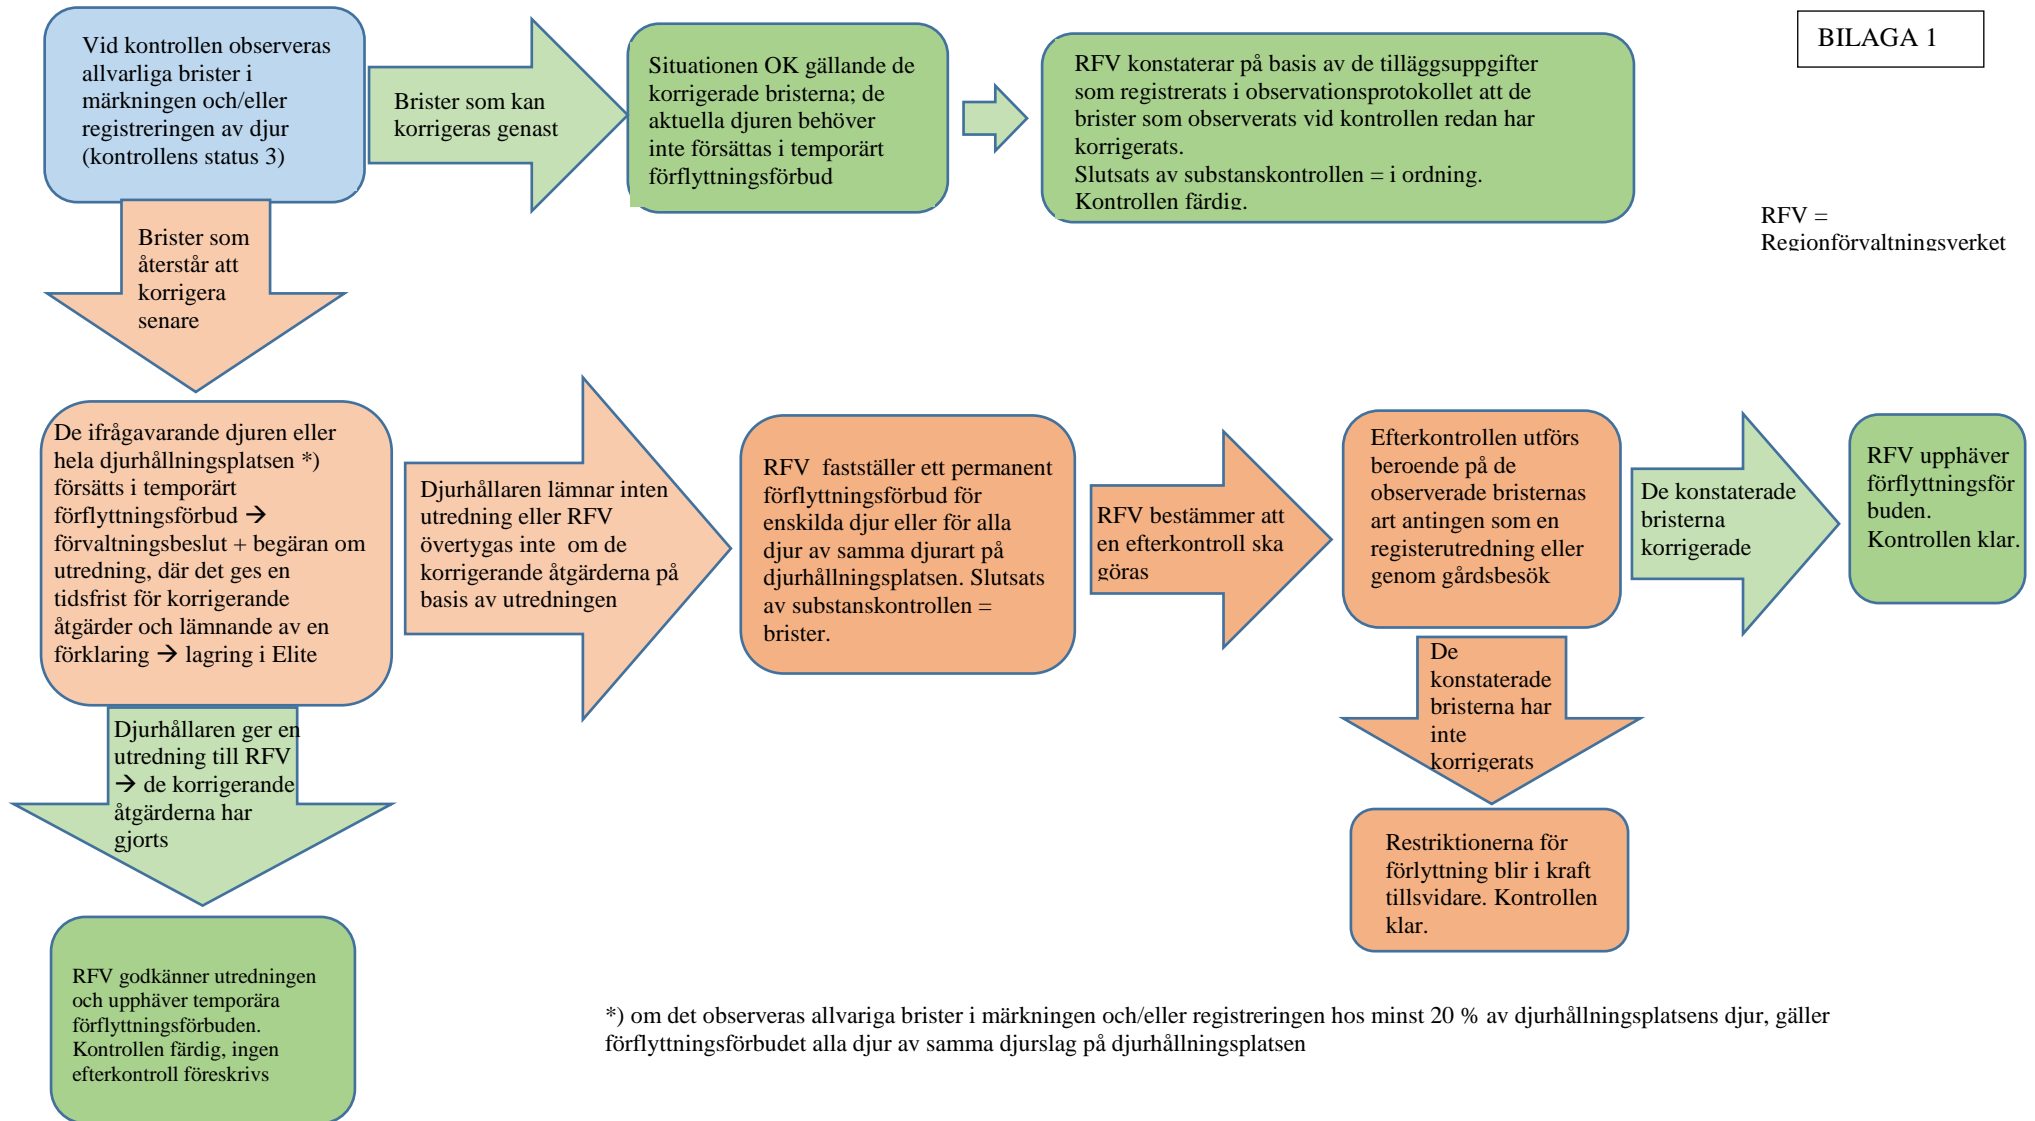 BILAGA 1
Vid kontrollen observeras
allvarliga brister i
märkningen och/eller
registreringen av djur
(kontrollens status 3)
Brister som kan
korrigeras genast
Situationen OK gällande de
korrigerade bristerna; de
aktuella djuren behöver
inte försättas i temporärt
förflyttningsförbud
RFV konstaterar på basis av de tilläggsuppgifter
som registrerats i observationsprotokollet att de
brister som observerats vid kontrollen redan har
korrigerats.
Slutsats av substanskontrollen = i ordning.
Kontrollen färdig.
RFV =
Regionförvaltningsverket
Brister som
återstår att
korrigera
senare
De ifrågavarande djuren eller
hela djurhållningsplatsen *)
försätts i temporärt
förflyttningsförbud →
förvaltningsbeslut + begäran om
utredning, där det ges en
tidsfrist för korrigerande
åtgärder och lämnande av en
förklaring → lagring i Elite
Djurhållaren lämnar inten
utredning eller RFV
övertygas inte om de
korrigerande åtgärderna på
basis av utredningen
RFV fastställer ett permanent
förflyttningsförbud för
enskilda djur eller för alla
djur av samma djurart på
djurhållningsplatsen. Slutsats
av substanskontrollen =
brister.
RFV bestämmer att
en efterkontroll ska
göras
Efterkontrollen utförs
beroende på de
observerade bristernas
art antingen som en
registerutredning eller
genom gårdsbesök
De konstaterade
bristerna
korrigerade
RFV upphäver
förflyttningsför
buden.
Kontrollen klar.
De
konstaterade
bristerna har
inte
korrigerats
Restriktionerna för
förlyttning blir i kraft
tillsvidare. Kontrollen
klar.
Djurhållaren ger en
utredning till RFV
→ de korrigerande
åtgärderna har
gjorts
RFV godkänner utredningen
och upphäver temporära
förflyttningsförbuden.
Kontrollen färdig, ingen
efterkontroll föreskrivs
*) om det observeras allvariga brister i märkningen och/eller registreringen hos minst 20 % av djurhållningsplatsens djur, gäller
förflyttningsförbudet alla djur av samma djurslag på djurhållningsplatsen